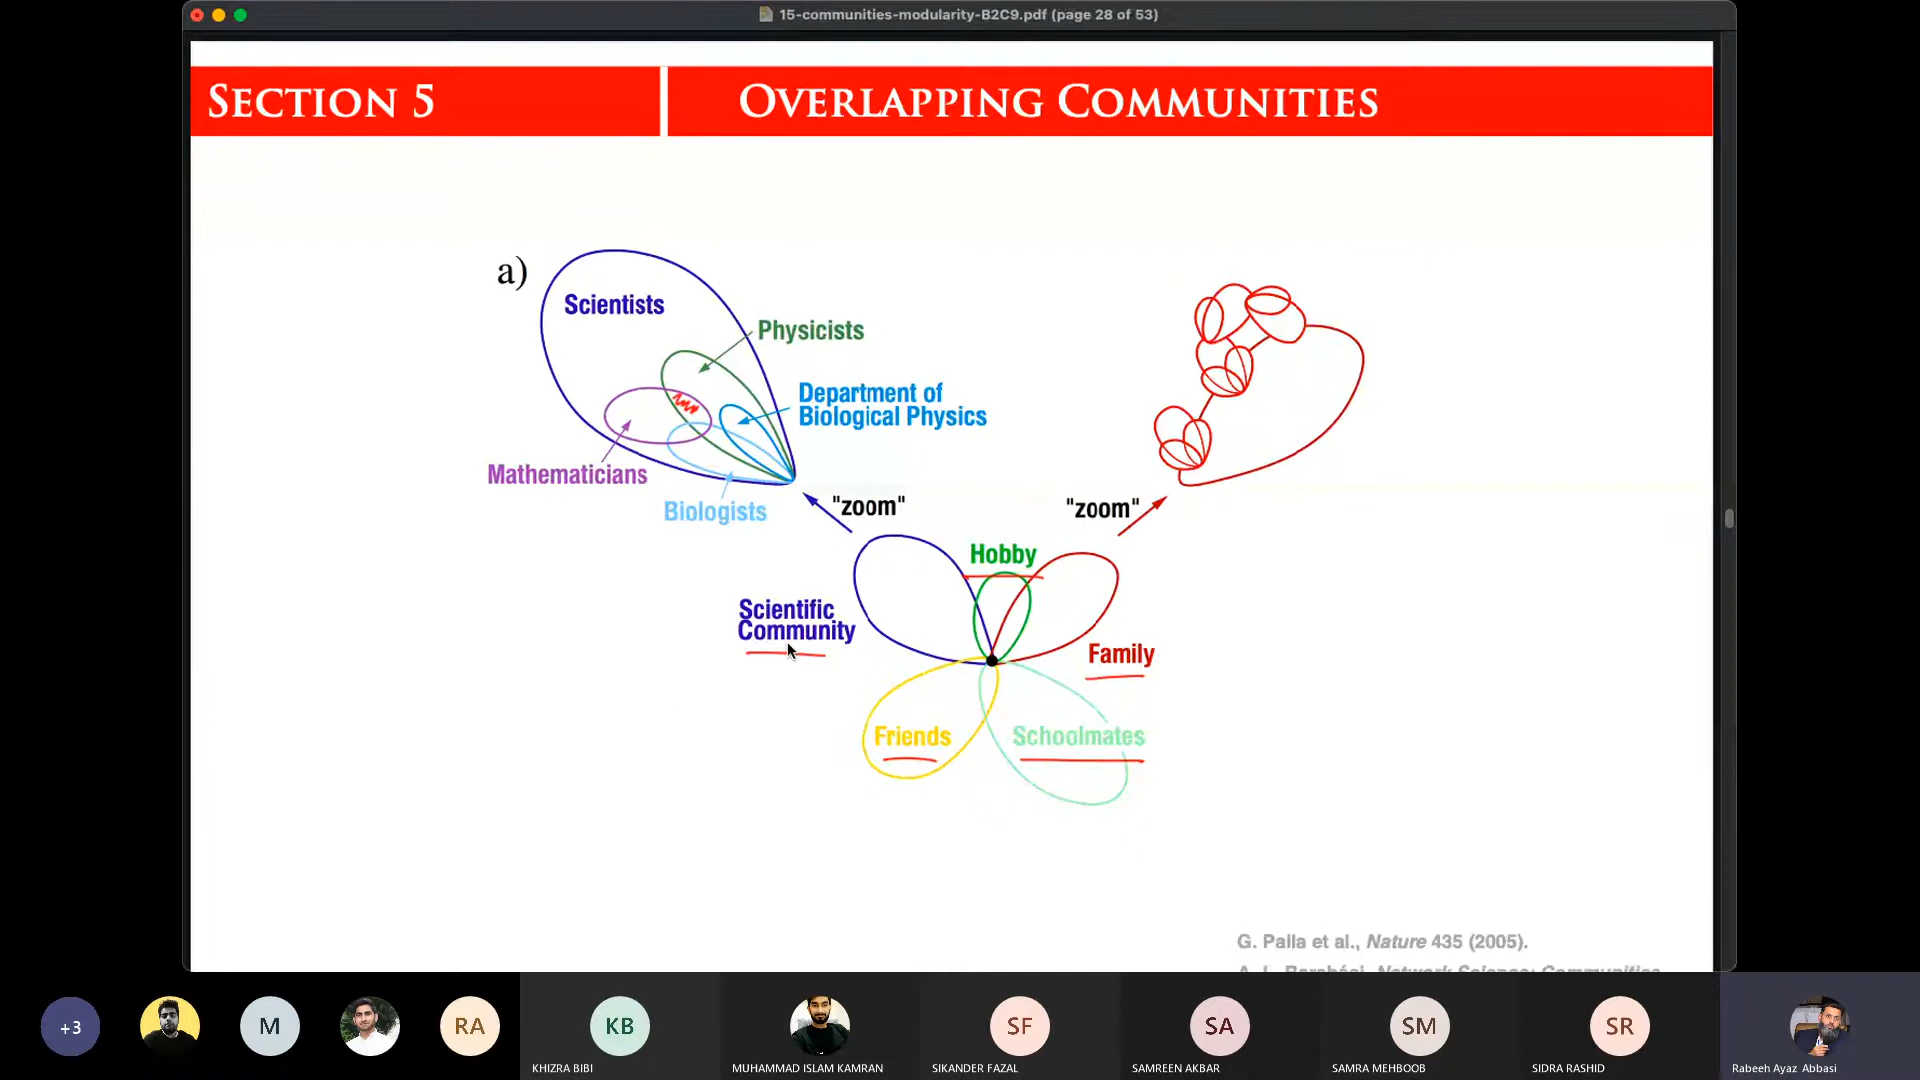 15-communities-modularity-B2C9.pdf (page 28 of 53)
SECTION 5
OVERLAPPING COMMUNITIES
a)
Scientists
Physicists
Department of
Biological Physics
Mathematicians
Biologists
"zoom"
"zoom"
Hobby
Scientific
Community
Family
Friends
Schoolmates
G. Palla et al., Nature 435 (2005).
A. L. Barabási, Network Science: Communities
+3
M
RA
KB
SF
SA
SM
SR
KHIZRA BIBI
MUHAMMAD ISLAM KAMRAN
SIKANDER FAZAL
SAMREEN AKBAR
SAMRA MEHBOOB
SIDRA RASHID
Rabeeh Ayaz Abbasi